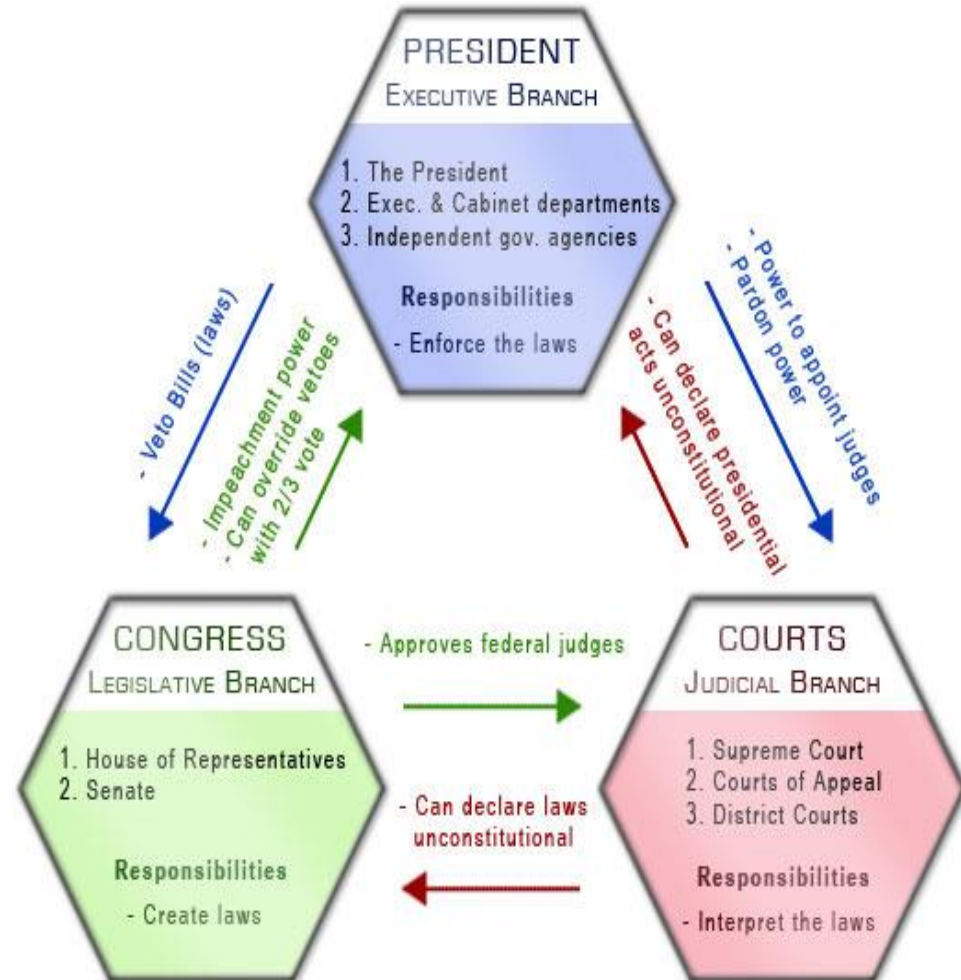 PRESIDENT
EXECUTIVE BRANCH
1. The President
2. Exec. & Cabinet departments
3. Independent gov. agencies
Responsibilities
- Enforce the laws
- Veto Bills (laws)
- Impeachment power
- Can override vetoes
with 2/3 vote
- Can declare presidential
acts unconstitutional
- Power to appoint judges
- Pardon power
CONGRESS
LEGISLATIVE BRANCH
1. House of Representatives
2. Senate
Responsibilities
- Create laws
- Approves federal judges
- Can declare laws
unconstitutional
COURTS
JUDICIAL BRANCH
1. Supreme Court
2. Courts of Appeal
3. District Courts
Responsibilities
- Interpret the laws